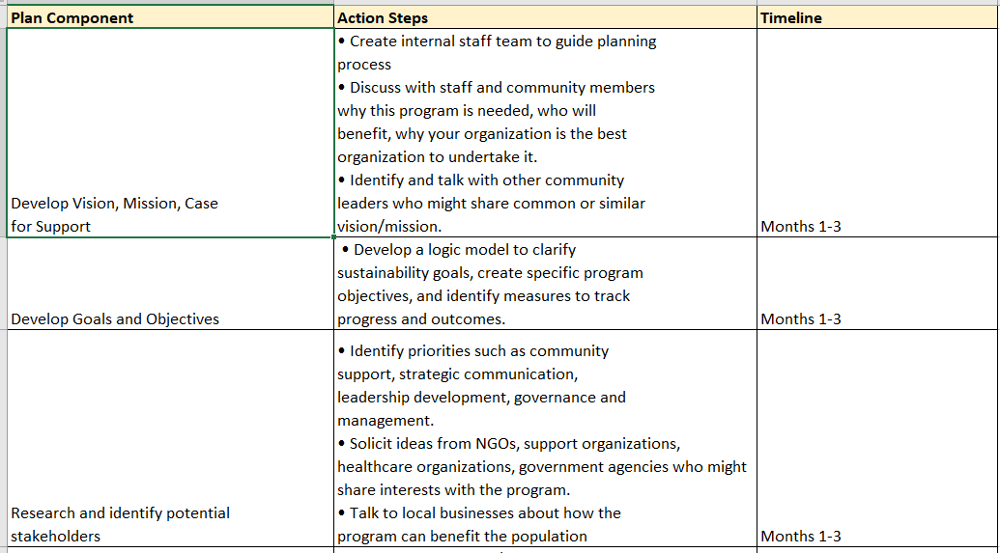 Plan Component Action Steps Timeline
• Create internal staff team to guide planning
process
• Discuss with staff and community members
why this program is needed, who will
benefit, why your organization is the best
organization to undertake it.
• Identify and talk with other community
Develop Vision, Mission, Case leaders who might share common or similar
for Support vision/mission. Months 1-3
• Develop a logic model to clarify
sustainability goals, create specific program
objectives, and identify measures to track
Develop Goals and Objectives progress and outcomes. Months 1-3
• Identify priorities such as community
support, strategic communication,
leadership development, governance and
management.
• Solicit ideas from NGOs, support organizations,
healthcare organizations, government agencies who might
share interests with the program.
Research and identify potential • Talk to local businesses about how the
stakeholders program can benefit the population Months 1-3